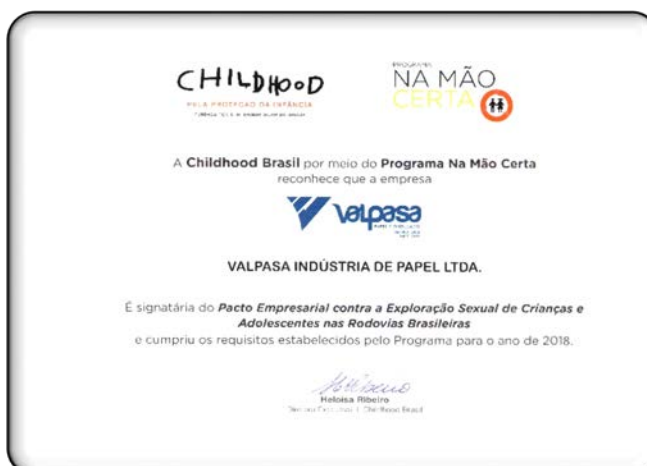 CHILDHOOD
PELA PROTEÇÃO DA INFÂNCIA
PROGRAMA
NA MÃO
CERTA
A Childhood Brasil por meio do Programa Na Mão Certa
reconhece que a empresa
Valpasa
VALPASA INDÚSTRIA DE PAPEL LTDA.
É signatária do Pacto Empresarial contra a Exploração Sexual de Crianças e
Adolescentes nas Rodovias Brasileiras
e cumpriu os requisitos estabelecidos pelo Programa para o ano de 2018.
Heloisa Ribeiro
Childhood Brasil